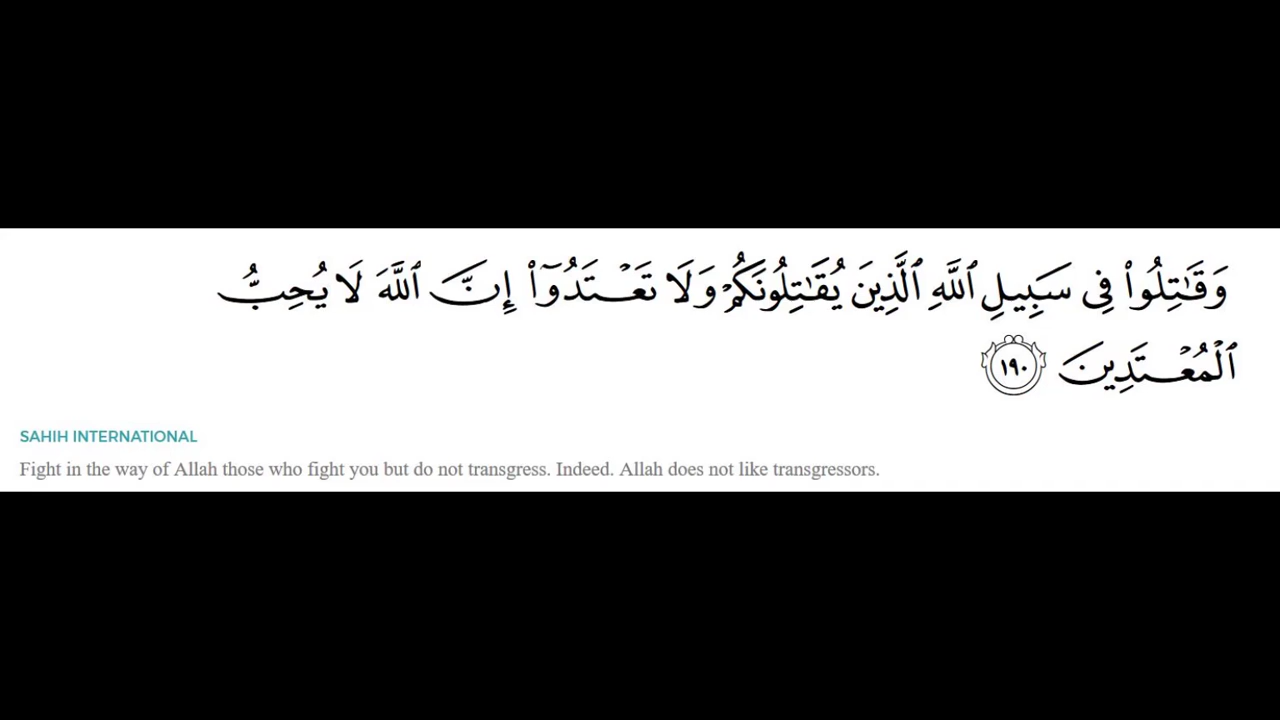 وَقَٰتِلُوا۟ فِى سَبِيلِ ٱللَّهِ ٱلَّذِينَ يُقَٰتِلُونَكُمْ وَلَا تَعْتَدُوٓا۟ إِنَّ ٱللَّهَ لَا يُحِبُّ
ٱلْمُعْتَدِينَ ١٩٠
SAHIH INTERNATIONAL
Fight in the way of Allah those who fight you but do not transgress. Indeed. Allah does not like transgressors.